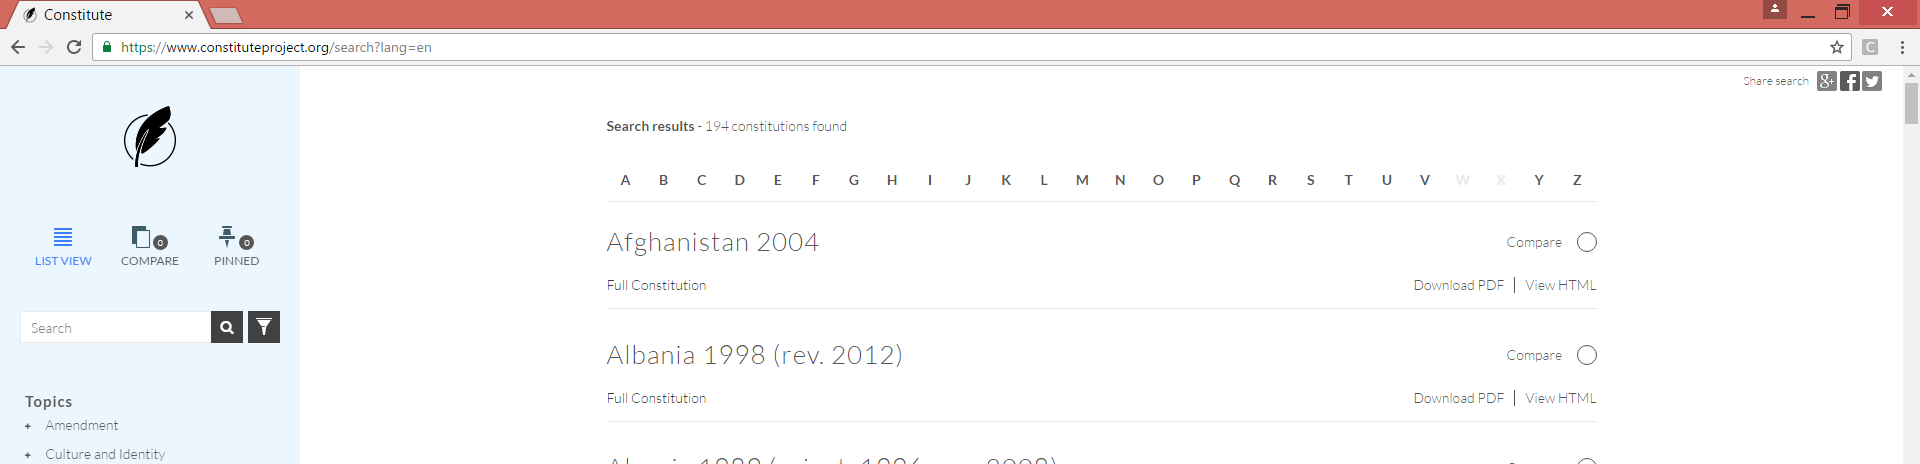 Constitute
https://www.constituteproject.org/search?lang=en
C
Share search
g+ f
Search results - 194 constitutions found
A B C D E F G H I J K L M N O P Q R S T U V W X Y Z
0 0
LIST VIEW COMPARE PINNED
Search
Topics
+ Amendment
+ Culture and Identity
Afghanistan 2004
Compare
Full Constitution
Download PDF | View HTML
Albania 1998 (rev. 2012)
Compare
Full Constitution
Download PDF | View HTML